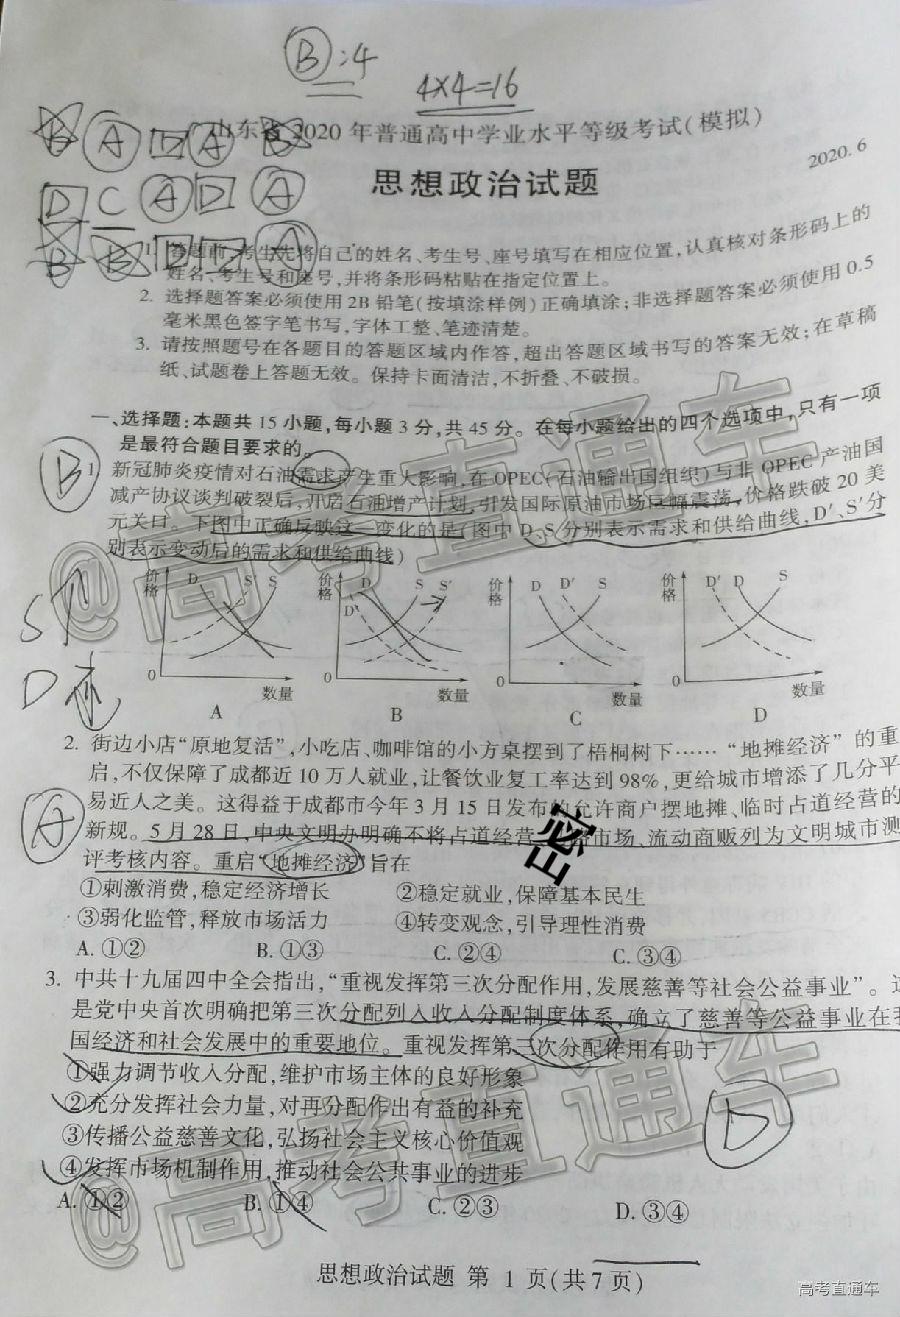 B :4
4×4=16
B A D A B
D C A D A
B B D D A
山东省 2020 年普通高中学业水平等级考试(模拟)
2020.6
思想政治试题
1. 答题前,考生先将自己的姓名、考生号、座号填写在相应位置,认真核对条形码上的
姓名、考生号和座号,并将条形码粘贴在指定位置上。
2. 选择题答案必须使用 2B 铅笔(按填涂样例)正确填涂;非选择题答案必须使用 0.5
毫米黑色签字笔书写,字体工整、笔迹清楚。
3. 请按照题号在各题目的答题区域内作答,超出答题区域书写的答案无效;在草稿
纸、试题卷上答题无效。保持卡面清洁,不折叠、不破损。
一、选择题:本题共 15 小题,每小题 3 分,共 45 分。在每小题给出的四个选项中,只有一项
是最符合题目要求的。
B
1. 新冠肺炎疫情对石油需求产生重大影响,在 OPEC(石油输出国组织)与非 OPEC 产油国
减产协议谈判破裂后,开启石油增产计划,引发国际原油市场巨幅震荡,价格跌破 20 美
元关口。下图中正确反映这一变化的是(图中 D、S 分别表示需求和供给曲线,D′、S′分
别表示变动后的需求和供给曲线)
价格 D S′ S 0 数量 A
价格 D D′ S S′ 0 数量 B
价格 D D′ S 0 数量 C
价格 D′ D S 0 数量 D
S↑
D
2. 街边小店“原地复活”,小吃店、咖啡馆的小方桌摆到了梧桐树下……“地摊经济”的重
启,不仅保障了成都近 10 万人就业,让餐饮业复工率达到 98%,更给城市增添了几分平
易近人之美。这得益于成都市今年 3 月 15 日发布的允许商户摆地摊、临时占道经营的
A
新规。5 月 28 日,中央文明办明确不将占道经营、 市场、流动商贩列为文明城市测
密
评考核内容。重启“地摊经济”旨在
①刺激消费,稳定经济增长 ②稳定就业,保障基本民生
③弱化监管,释放市场活力 ④转变观念,引导理性消费
A. ①② B. ①③ C. ②④ C. ③④
3. 中共十九届四中全会指出,“重视发挥第三次分配作用,发展慈善等社会公益事业”。这
是党中央首次明确把第三次分配列入收入分配制度体系,确立了慈善等公益事业在我
国经济和社会发展中的重要地位。重视发挥第三次分配作用有助于
①强力调节收入分配,维护市场主体的良好形象
②充分发挥社会力量,对再分配作出有益的补充
③传播公益慈善文化,弘扬社会主义核心价值观
④发挥市场机制作用,推动社会公共事业的进步
D
A. ①② B. ①④ C. ②③ D. ③④
思想政治试题 第 1 页(共 7 页)
@高考直通车
@高考直通车
高考直通车